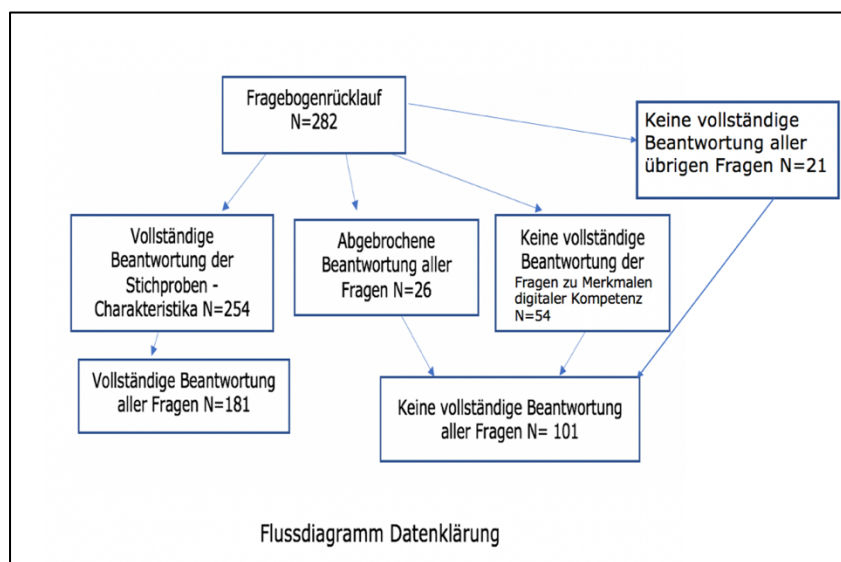 Fragebogenrücklauf
N=282
Keine vollständige
Beantwortung aller
übrigen Fragen N=21
Vollständige
Beantwortung der
Stichproben -
Charakteristika N=254
Abgebrochene
Beantwortung aller
Fragen N=26
Keine vollständige
Beantwortung der
Fragen zu Merkmalen
digitaler Kompetenz
N=54
Vollständige Beantwortung
aller Fragen N=181
Keine vollständige Beantwortung
aller Fragen N= 101
Flussdiagramm Datenklärung